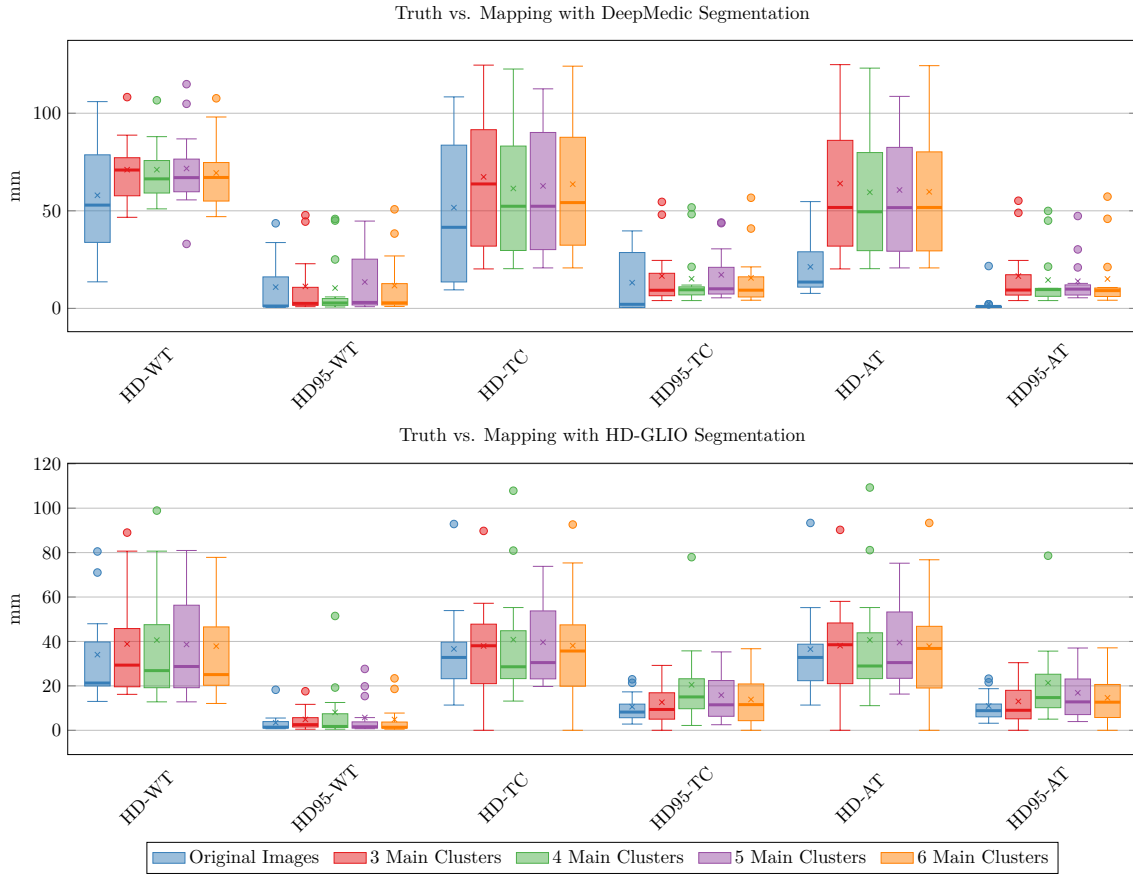 Truth vs. Mapping with DeepMedic Segmentation
mm
100
50
0
HD-WT
HD95-WT
HD-TC
HD95-TC
HD-AT
HD95-AT
Truth vs. Mapping with HD-GLIO Segmentation
mm
120
100
80
60
40
20
0
HD-WT
HD95-WT
HD-TC
HD95-TC
HD-AT
HD95-AT
Original Images 3 Main Clusters 4 Main Clusters 5 Main Clusters 6 Main Clusters